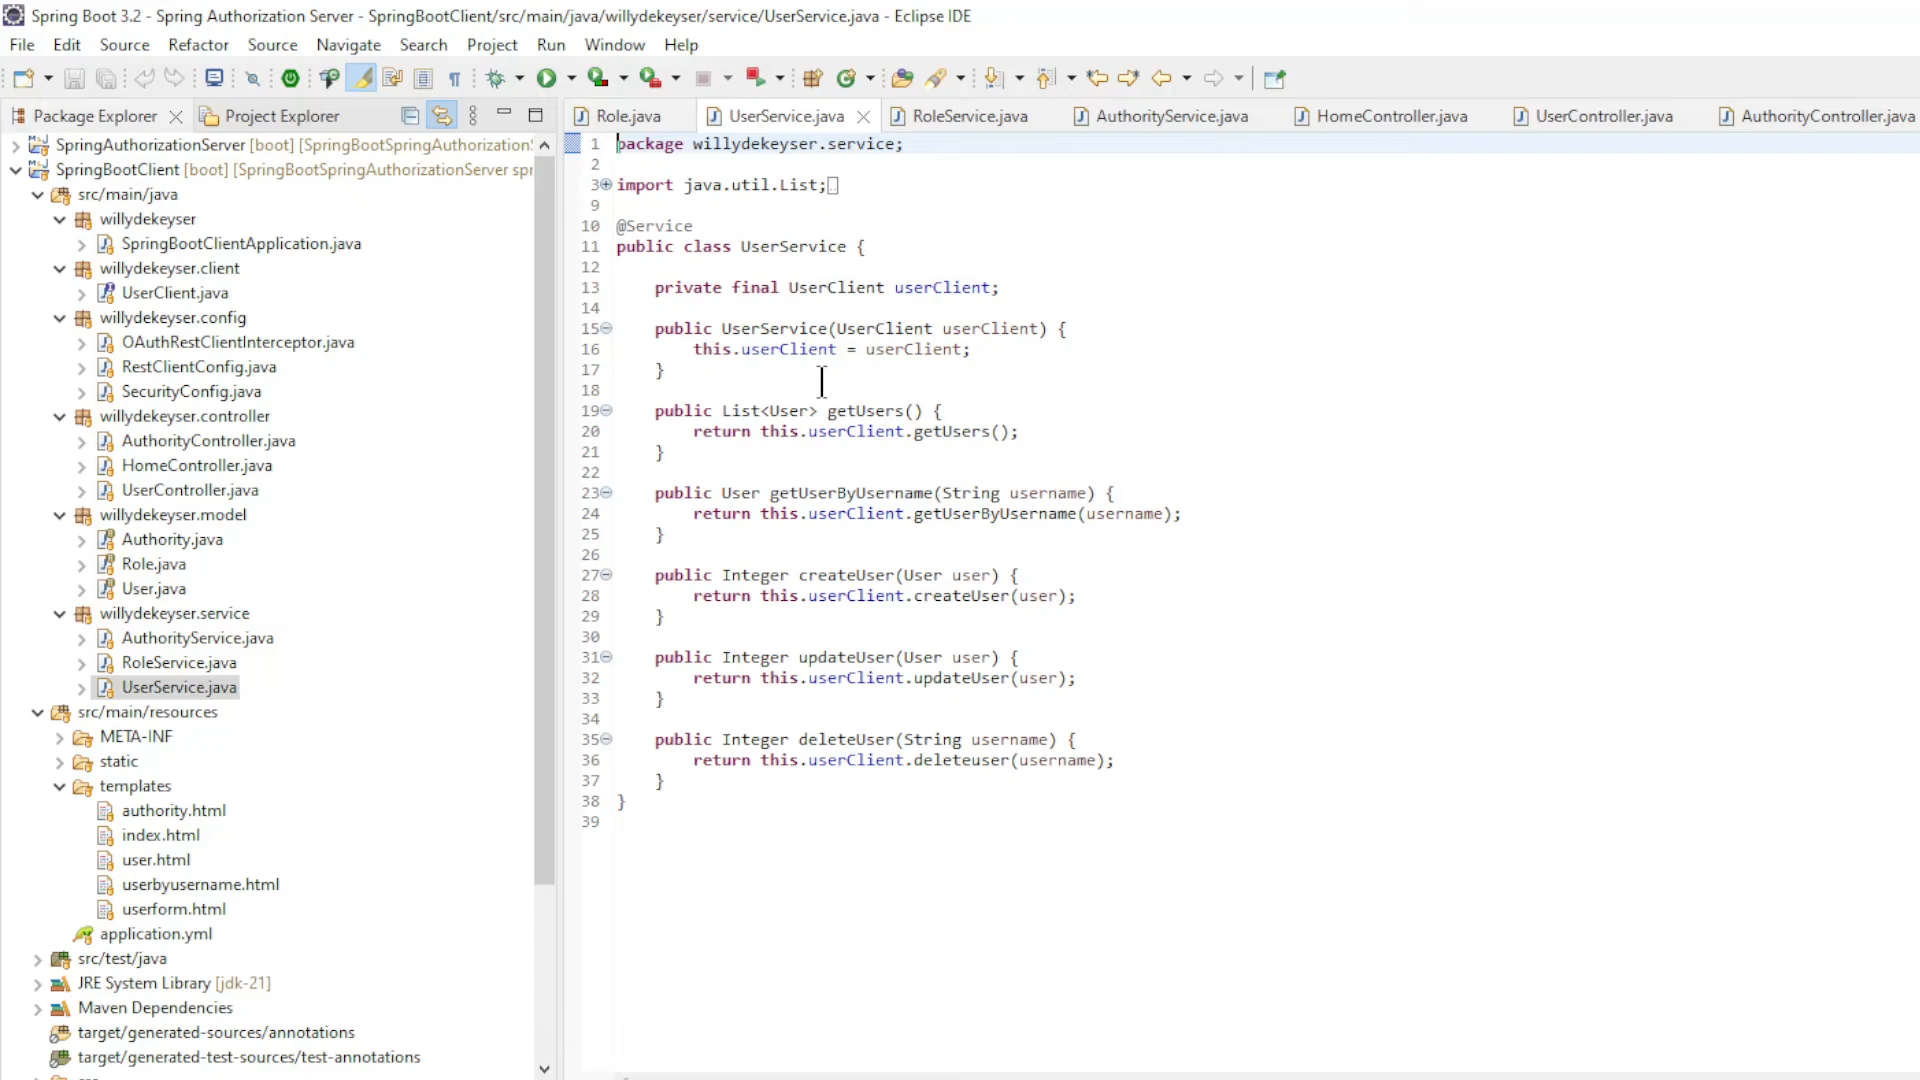 Spring Boot 3.2 - Spring Authorization Server - SpringBootClient/src/main/java/willydekeyser/service/UserService.java - Eclipse IDE
File Edit Source Refactor Source Navigate Search Project Run Window Help
Package Explorer Project Explorer
Role.java UserService.java RoleService.java AuthorityService.java HomeController.java UserController.java AuthorityController.java
SpringAuthorizationServer [boot] [SpringBootSpringAuthorization
SpringBootClient [boot] [SpringBootSpringAuthorizationServer spr
src/main/java
willydekeyser
SpringBootClientApplication.java
willydekeyser.client
UserClient.java
willydekeyser.config
OAuthRestClientInterceptor.java
RestClientConfig.java
SecurityConfig.java
willydekeyser.controller
AuthorityController.java
HomeController.java
UserController.java
willydekeyser.model
Authority.java
Role.java
User.java
willydekeyser.service
AuthorityService.java
RoleService.java
UserService.java
src/main/resources
META-INF
static
templates
authority.html
index.html
user.html
userbyusername.html
userform.html
application.yml
src/test/java
JRE System Library [jdk-21]
Maven Dependencies
target/generated-sources/annotations
target/generated-test-sources/test-annotations
1 package willydekeyser.service;
2
3 import java.util.List;
9
10 @Service
11 public class UserService {
12
13 private final UserClient userClient;
14
15 public UserService(UserClient userClient) {
16 this.userClient = userClient;
17 }
18
19 public List<User> getUsers() {
20 return this.userClient.getUsers();
21 }
22
23 public User getUserByUsername(String username) {
24 return this.userClient.getUserByUsername(username);
25 }
26
27 public Integer createUser(User user) {
28 return this.userClient.createUser(user);
29 }
30
31 public Integer updateUser(User user) {
32 return this.userClient.updateUser(user);
33 }
34
35 public Integer deleteUser(String username) {
36 return this.userClient.deleteuser(username);
37 }
38 }
39